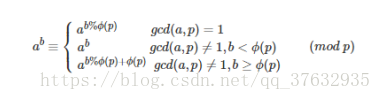 a^b ≡ { a^{b%ϕ(p)} gcd(a,p) = 1
a^b gcd(a,p) ≠ 1, b < ϕ(p) (mod p)
a^{b%ϕ(p)+ϕ(p)} gcd(a,p) ≠ 1, b ≥ ϕ(p)
https://blog.csdn.net/qq_37632935